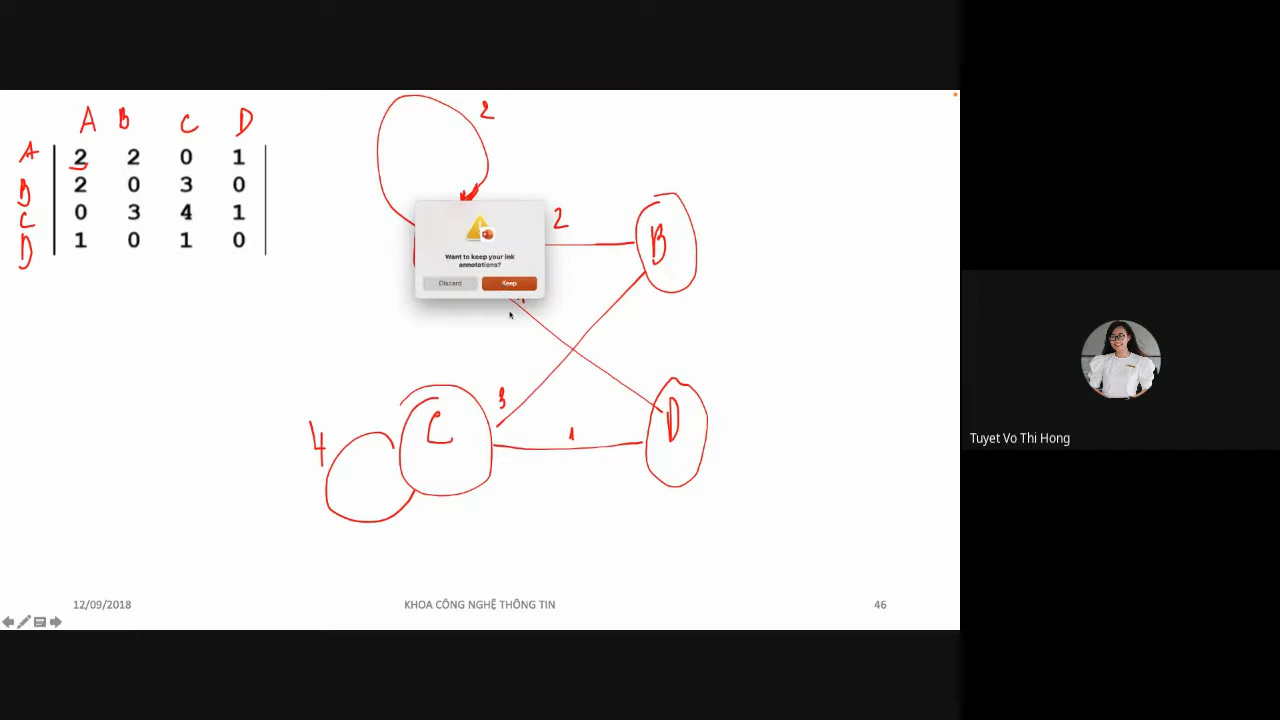 A B C D
A 2 2 0 1
B 2 0 3 0
C 0 3 4 1
D 1 0 1 0
2
2
B
Want to keep your ink
annotations?
Discard Keep
3
4
C
1
D
Tuyet Vo Thi Hong
12/09/2018 KHOA CÔNG NGHỆ THÔNG TIN 46